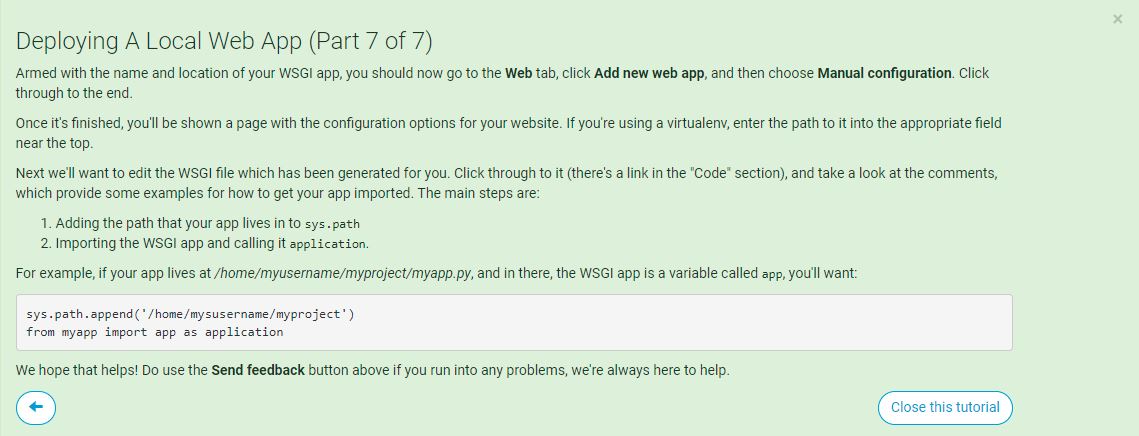 ×
Deploying A Local Web App (Part 7 of 7)
Armed with the name and location of your WSGI app, you should now go to the Web tab, click Add new web app, and then choose Manual configuration. Click
through to the end.
Once it's finished, you'll be shown a page with the configuration options for your website. If you're using a virtualenv, enter the path to it into the appropriate field
near the top.
Next we'll want to edit the WSGI file which has been generated for you. Click through to it (there's a link in the "Code" section), and take a look at the comments,
which provide some examples for how to get your app imported. The main steps are:
1. Adding the path that your app lives in to sys.path
2. Importing the WSGI app and calling it application.
For example, if your app lives at /home/myusername/myproject/myapp.py, and in there, the WSGI app is a variable called app, you'll want:
sys.path.append('/home/mysusername/myproject')
from myapp import app as application
We hope that helps! Do use the Send feedback button above if you run into any problems, we're always here to help.
Close this tutorial